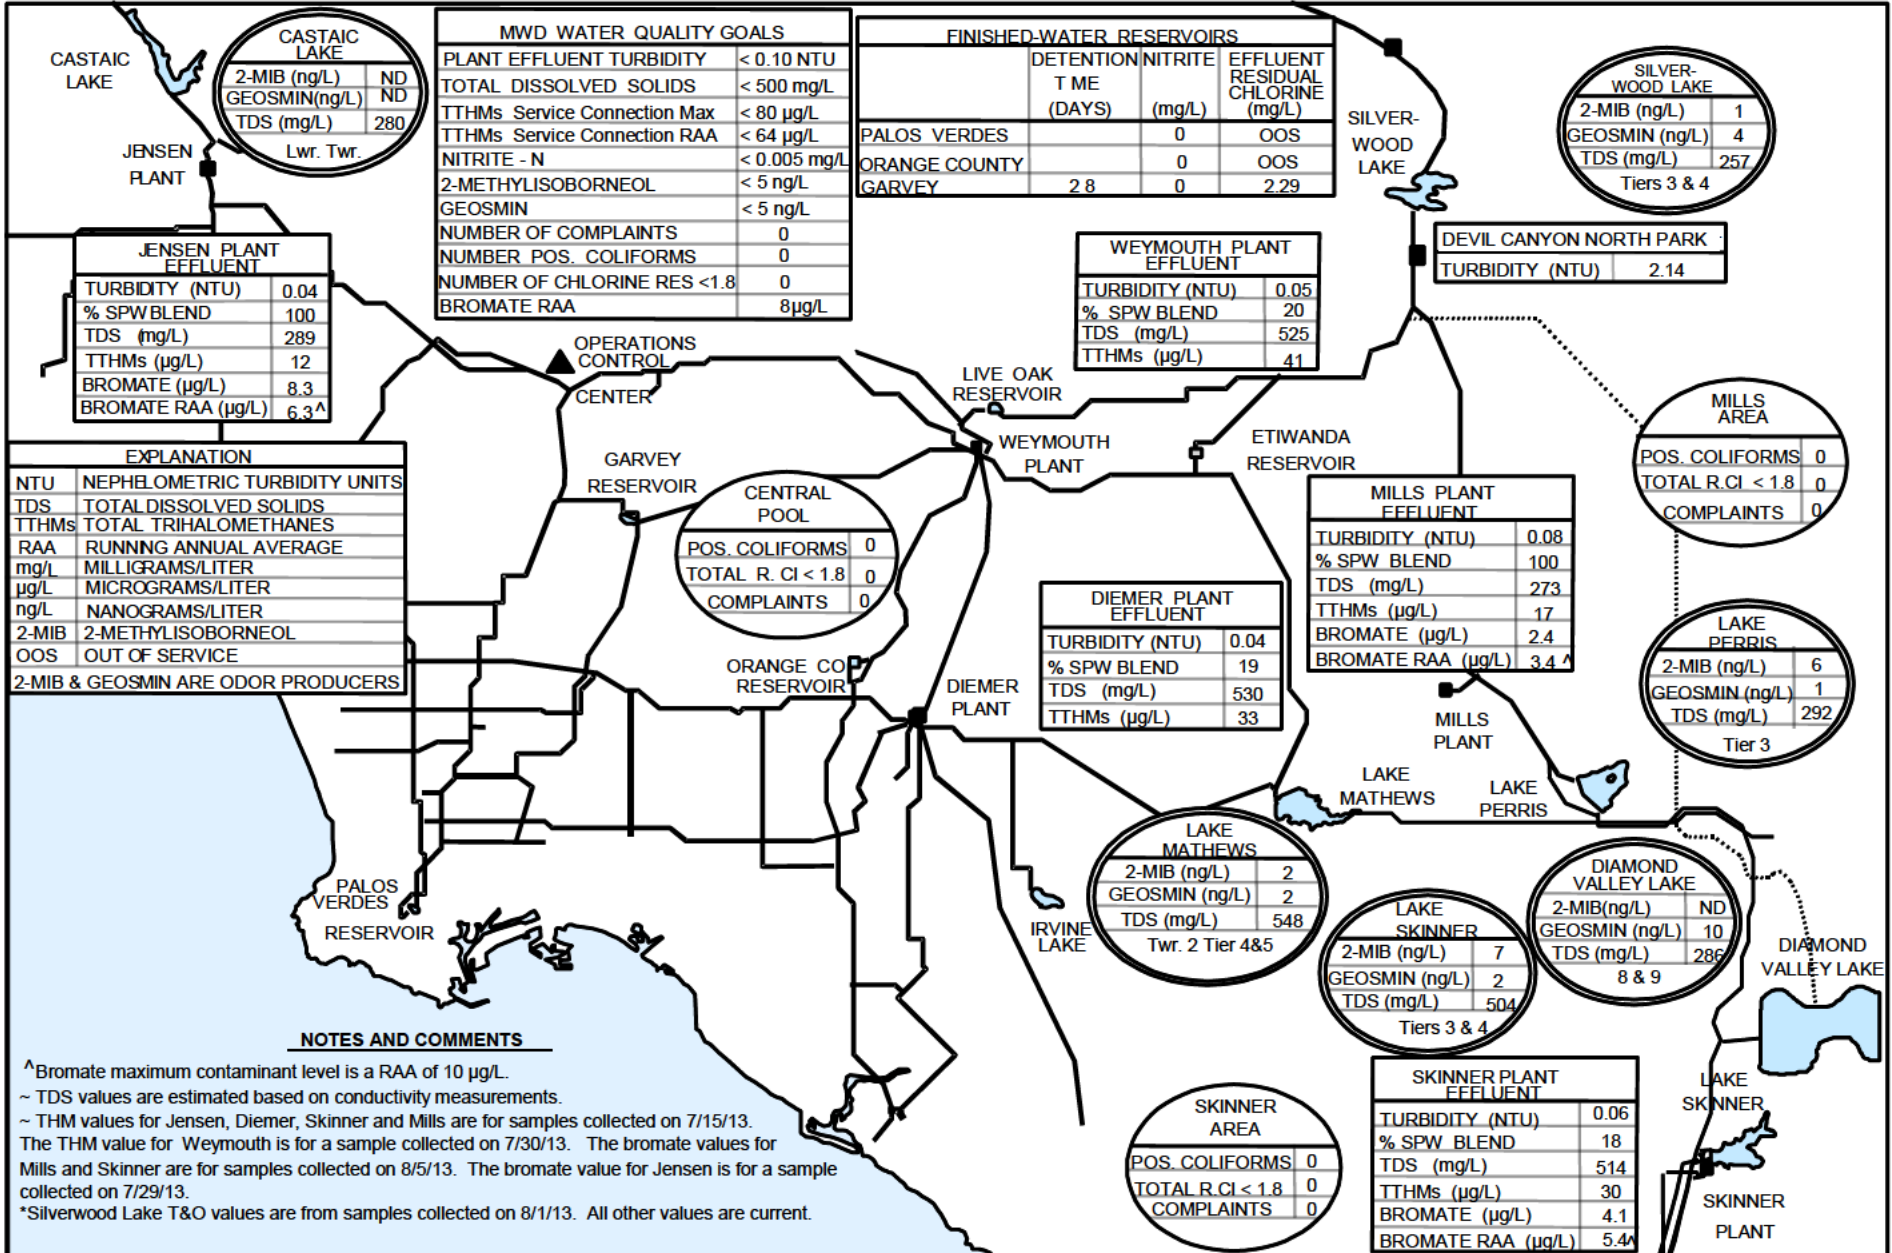 CASTAIC
LAKE
CASTAIC
LAKE
2-MIB (ng/L) ND
GEOSMIN(ng/L) ND
TDS (mg/L) 280
Lwr. Twr.
JENSEN
PLANT
MWD WATER QUALITY GOALS
PLANT EFFLUENT TURBIDITY < 0.10 NTU
TOTAL DISSOLVED SOLIDS < 500 mg/L
TTHMs Service Connection Max < 80 µg/L
TTHMs Service Connection RAA < 64 µg/L
NITRITE - N < 0.005 mg/L
2-METHYLISOBORNEOL < 5 ng/L
GEOSMIN < 5 ng/L
NUMBER OF COMPLAINTS 0
NUMBER POS. COLIFORMS 0
NUMBER OF CHLORINE RES <1.8 0
BROMATE RAA 8µg/L
FINISHED-WATER RESERVOIRS
DETENTION NITRITE EFFLUENT
T ME RESIDUAL
CHLORINE
(DAYS) (mg/L) (mg/L)
PALOS VERDES 0 OOS
ORANGE COUNTY 0 OOS
GARVEY 2 8 0 2.29
SILVER-
WOOD
LAKE
SILVER-
WOOD LAKE
2-MIB (ng/L) 1
GEOSMIN (ng/L) 4
TDS (mg/L) 257
Tiers 3 & 4
DEVIL CANYON NORTH PARK
TURBIDITY (NTU) 2.14
JENSEN PLANT
EFFLUENT
TURBIDITY (NTU) 0.04
% SPW BLEND 100
TDS (mg/L) 289
TTHMs (µg/L) 12
BROMATE (µg/L) 8.3
BROMATE RAA (µg/L) 6.3^
OPERATIONS
CONTROL
CENTER
WEYMOUTH PLANT
EFFLUENT
TURBIDITY (NTU) 0.05
% SPW BLEND 20
TDS (mg/L) 525
TTHMs (µg/L) 41
LIVE OAK
RESERVOIR
WEYMOUTH
PLANT
ETIWANDA
RESERVOIR
MILLS
AREA
POS. COLIFORMS 0
TOTAL R.Cl < 1.8 0
COMPLAINTS 0
EXPLANATION
NTU NEPHELOMETRIC TURBIDITY UNITS
TDS TOTAL DISSOLVED SOLIDS
TTHMs TOTAL TRIHALOMETHANES
RAA RUNNING ANNUAL AVERAGE
mg/L MILLIGRAMS/LITER
µg/L MICROGRAMS/LITER
ng/L NANOGRAMS/LITER
2-MIB 2-METHYLISOBORNEOL
OOS OUT OF SERVICE
2-MIB & GEOSMIN ARE ODOR PRODUCERS
GARVEY
RESERVOIR
CENTRAL
POOL
POS. COLIFORMS 0
TOTAL R. Cl < 1.8 0
COMPLAINTS 0
MILLS PLANT
EFFLUENT
TURBIDITY (NTU) 0.08
% SPW BLEND 100
TDS (mg/L) 273
TTHMs (µg/L) 17
BROMATE (µg/L) 2.4
BROMATE RAA (µg/L) 3.4 ^
DIEMER PLANT
EFFLUENT
TURBIDITY (NTU) 0.04
% SPW BLEND 19
TDS (mg/L) 530
TTHMs (µg/L) 33
LAKE
PERRIS
2-MIB (ng/L) 6
GEOSMIN (ng/L) 1
TDS (mg/L) 292
Tier 3
ORANGE CO
RESERVOIR
DIEMER
PLANT
MILLS
PLANT
LAKE
MATHEWS
LAKE
PERRIS
LAKE
MATHEWS
2-MIB (ng/L) 2
GEOSMIN (ng/L) 2
TDS (mg/L) 548
Twr. 2 Tier 4&5
DIAMOND
VALLEY LAKE
2-MIB(ng/L) ND
GEOSMIN (ng/L) 10
TDS (mg/L) 286
8 & 9
LAKE
SKINNER
2-MIB (ng/L) 7
GEOSMIN (ng/L) 2
TDS (mg/L) 504
Tiers 3 & 4
PALOS
VERDES
RESERVOIR
IRVINE
LAKE
DIAMOND
VALLEY LAKE
NOTES AND COMMENTS
^Bromate maximum contaminant level is a RAA of 10 µg/L.
~ TDS values are estimated based on conductivity measurements.
~ THM values for Jensen, Diemer, Skinner and Mills are for samples collected on 7/15/13.
The THM value for Weymouth is for a sample collected on 7/30/13. The bromate values for
Mills and Skinner are for samples collected on 8/5/13. The bromate value for Jensen is for a sample
collected on 7/29/13.
*Silverwood Lake T&O values are from samples collected on 8/1/13. All other values are current.
SKINNER
AREA
POS. COLIFORMS 0
TOTAL R.Cl < 1.8 0
COMPLAINTS 0
SKINNER PLANT
EFFLUENT
TURBIDITY (NTU) 0.06
% SPW BLEND 18
TDS (mg/L) 514
TTHMs (µg/L) 30
BROMATE (µg/L) 4.1
BROMATE RAA (µg/L) 5.4^
LAKE
SKINNER
SKINNER
PLANT